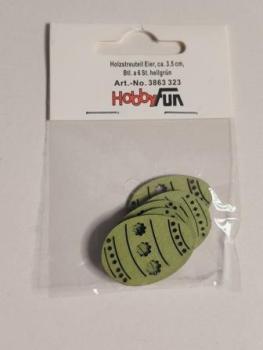 Holzstreuteil Eier, ca. 3,5 cm,
Btl. a 6 St. hellgrün
Art.-No. 3863 323
HobbyFun